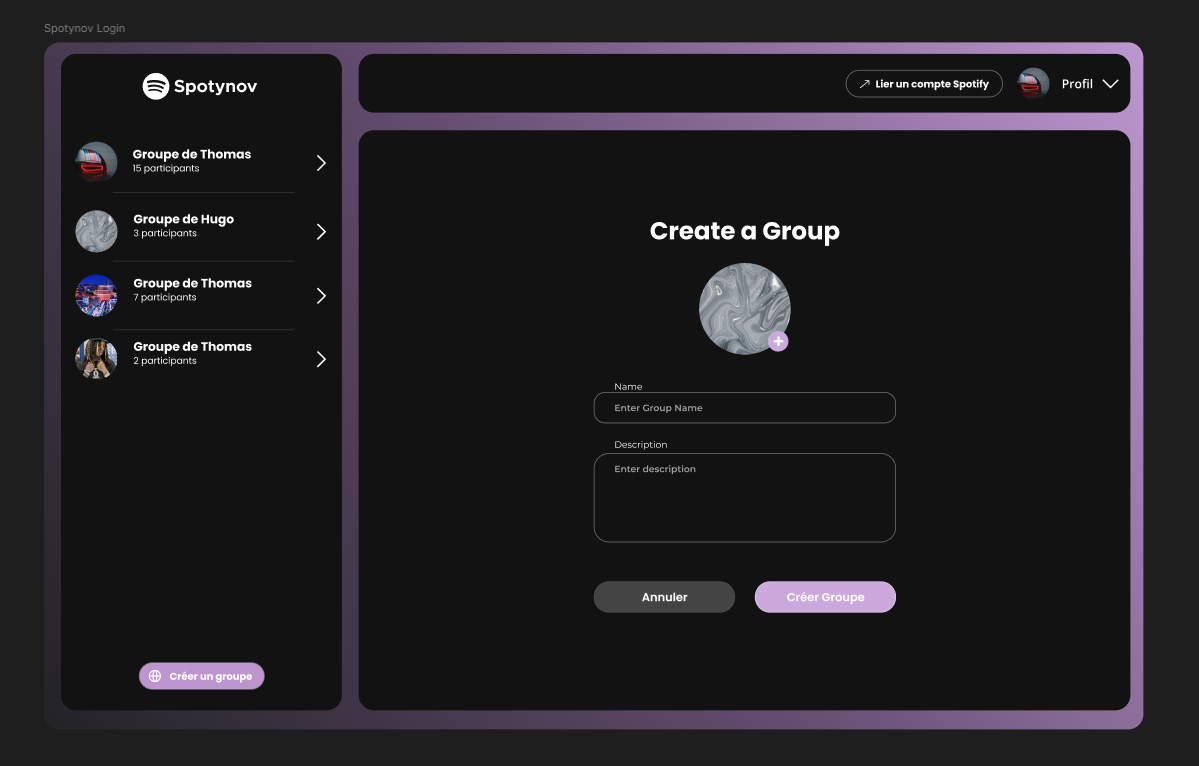 Spotynov Login
Spotynov
Lier un compte Spotify
Profil
Groupe de Thomas
15 participants
Groupe de Hugo
3 participants
Groupe de Thomas
7 participants
Groupe de Thomas
2 participants
Créer un groupe
Create a Group
Name
Enter Group Name
Description
Enter description
Annuler
Créer Groupe